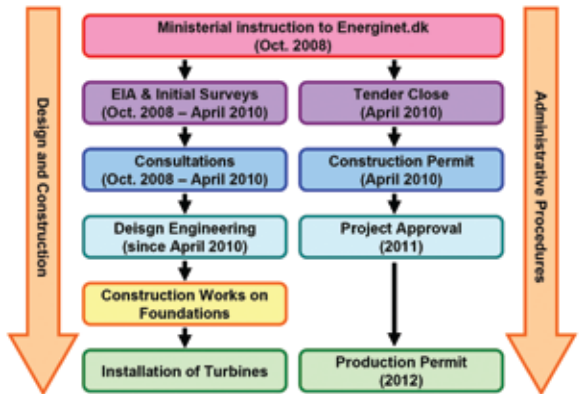 Ministerial instruction to Energinet.dk
(Oct. 2008)
EIA & Initial Surveys
(Oct. 2008 – April 2010)
Tender Close
(April 2010)
Consultations
(Oct. 2008 – April 2010)
Construction Permit
(April 2010)
Deisgn Engineering
(since April 2010)
Project Approval
(2011)
Construction Works on
Foundations
Installation of Turbines
Production Permit
(2012)
Design and Construction
Administrative Procedures